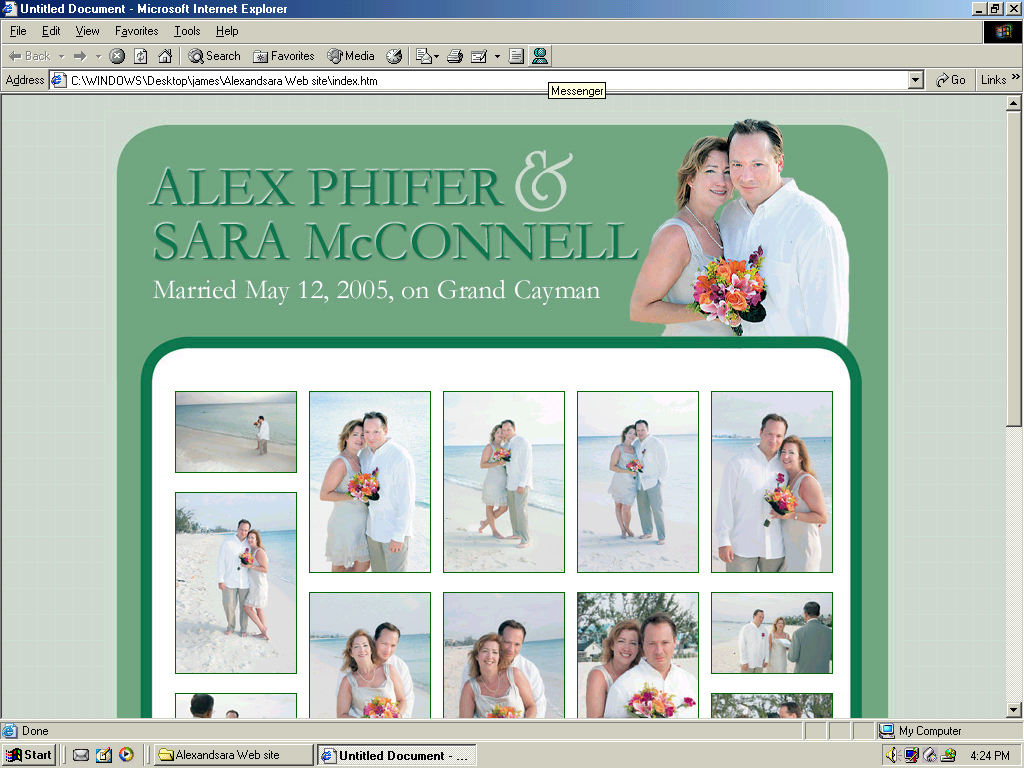 Untitled Document - Microsoft Internet Explorer
File Edit View Favorites Tools Help
Back Search Favorites Media
Address C:\WINDOWS\Desktop\james\Alexandsara Web site\index.htm Go Links »
Messenger
ALEX PHIFER &
SARA McCONNELL
Married May 12, 2005, on Grand Cayman
Done My Computer
Start Alexandsara Web site Untitled Document - ... 4:24 PM